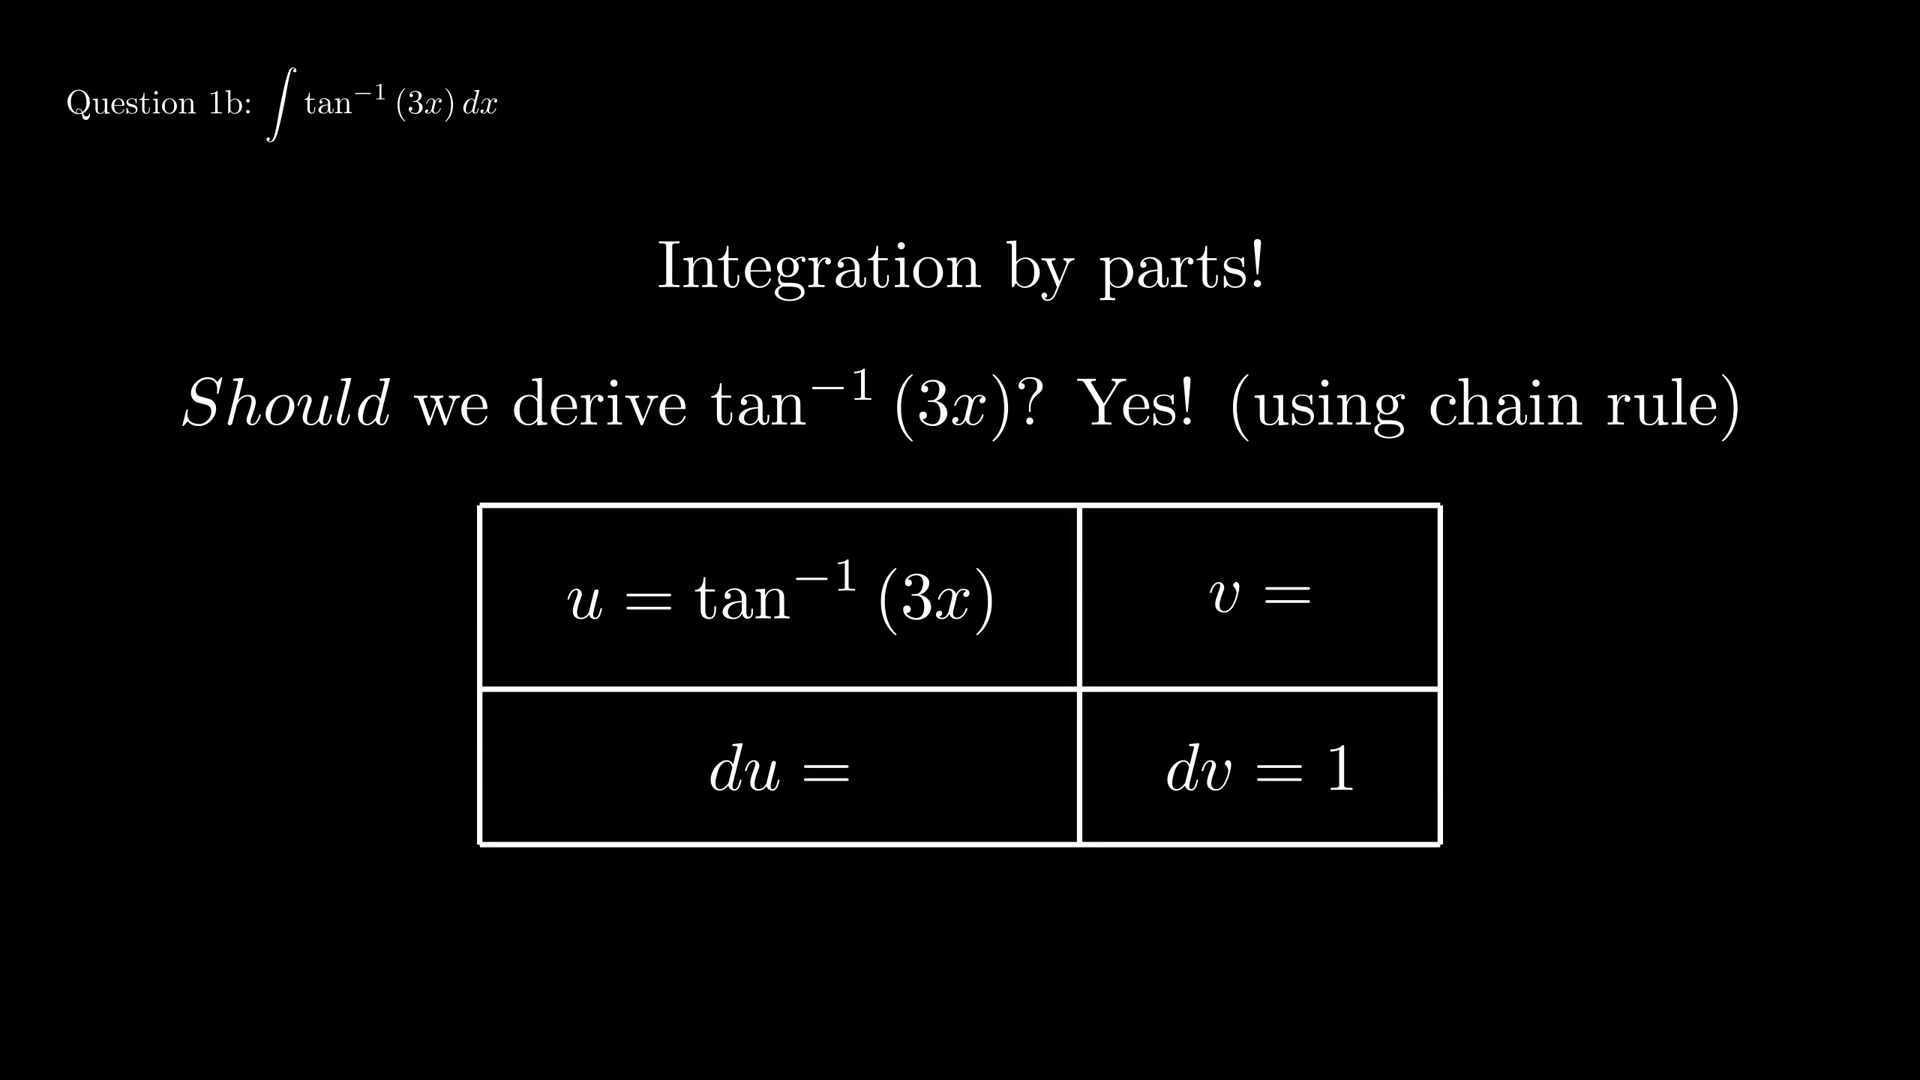 Question 1b: ∫ tan⁻¹ (3x) dx
Integration by parts!
Should we derive tan⁻¹ (3x)? Yes! (using chain rule)
u = tan⁻¹ (3x)
v =
du =
dv = 1